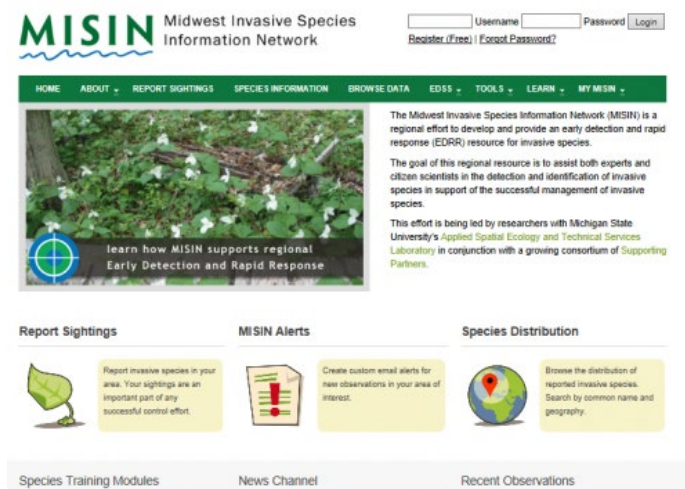 MISIN Midwest Invasive Species
Information Network
Username Password Login
Register (Free) | Forgot Password?
HOME ABOUT REPORT SIGHTINGS SPECIES INFORMATION BROWSE DATA EDSS TOOLS LEARN MY MISIN
The Midwest Invasive Species Information Network (MISIN) is a
regional effort to develop and provide an early detection and rapid
response (EDRR) resource for invasive species.
The goal of this regional resource is to assist both experts and
citizen scientists in the detection and identification of invasive
species in support of the successful management of invasive
species.
This effort is being led by researchers with Michigan State
University's Applied Spatial Ecology and Technical Services
Laboratory in conjunction with a growing consortium of Supporting
Partners.
learn how MISIN supports regional
Early Detection and Rapid Response
Report Sightings
Report invasive species in your
area. Your sightings are an
important part of any
successful control effort.
MISIN Alerts
Create custom email alerts for
new observations in your area of
interest.
Species Distribution
Browse the distribution of
reported invasive species.
Search by common name and
geography.
Species Training Modules
News Channel
Recent Observations